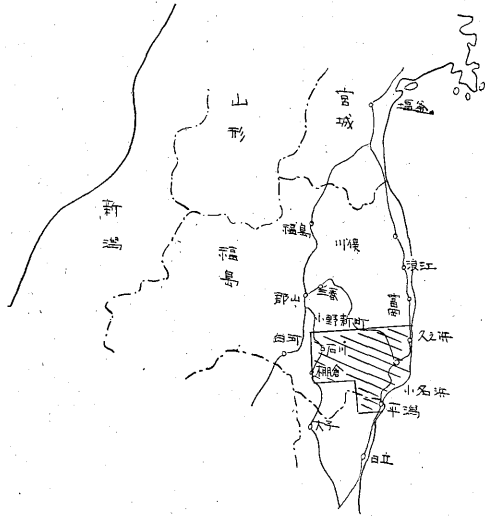 山形
宮城
塩釜
新潟
福島
福島
川俣
浪江
三春
郡山
富岡
小野新町
白河
久之浜
石川
棚倉
小名浜
平潟
大子
日立